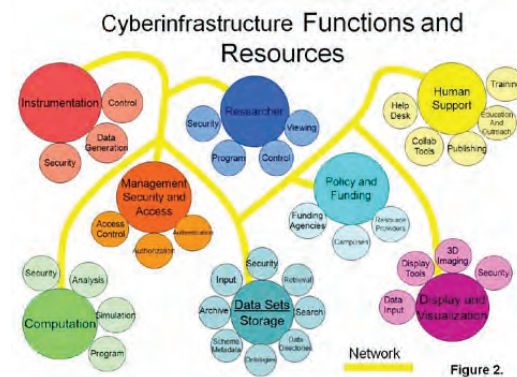 Cyberinfrastructure Functions and
Resources
Instrumentation
Control
Data
Generation
Security
Researcher
Security
Program
Control
Viewing
Human
Support
Training
Education
And
Outreach
Publishing
Collab
Tools
Help
Desk
Management
Security and
Access
Access
Control
Authorization
Authentication
Policy and
Funding
Funding
Agencies
Campuses
Resource
Providers
Computation
Security
Analysis
Simulation
Program
Data Sets
Storage
Security
Input
Retrieval
Archive
Search
Schema
Metadata
Ontologies
Data
Directories
Display and
Visualization
Data
Input
Display
Tools
3D
Imaging
Security
Network
Figure 2.